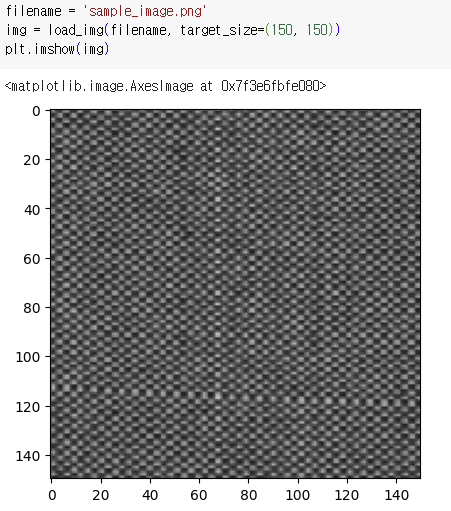 filename = 'sample_image.png'
img = load_img(filename, target_size=(150, 150))
plt.imshow(img)
<matplotlib.image.AxesImage at 0x7f3e6fbfe080>
0
20
40
60
80
100
120
140
0 20 40 60 80 100 120 140